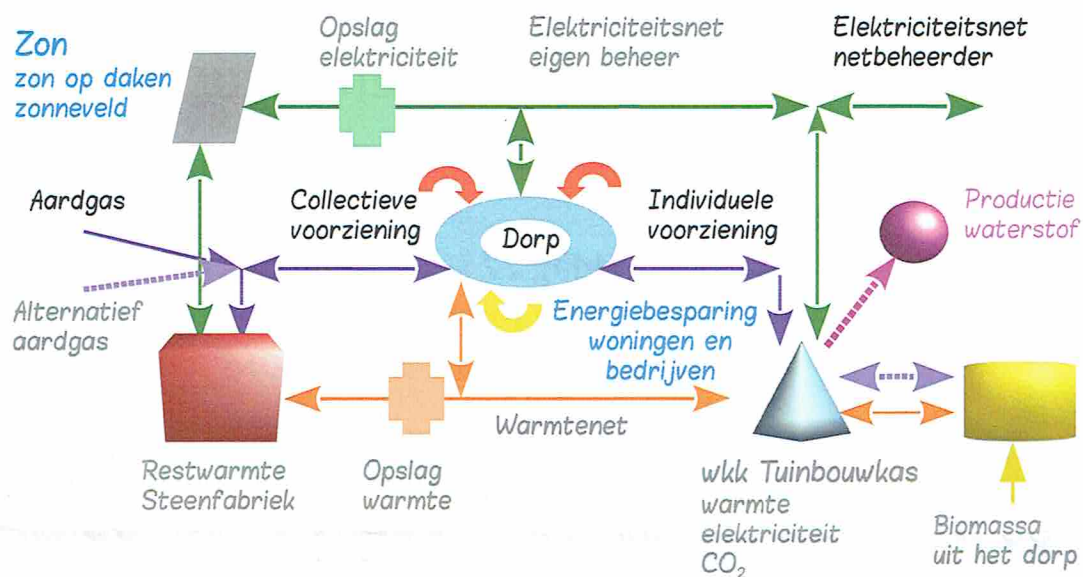 Zon
zon op daken
zonneveld
Opslag
elektriciteit
Elektriciteitsnet
eigen beheer
Elektriciteitsnet
netbeheerder
Aardgas
Collectieve
voorziening
Dorp
Individuele
voorziening
Productie
waterstof
Alternatief
aardgas
Energiebesparing
woningen en
bedrijven
Warmtenet
Restwarmte
Steenfabriek
Opslag
warmte
wkk Tuinbouwkas
warmte
elektriciteit
CO₂
Biomassa
uit het dorp